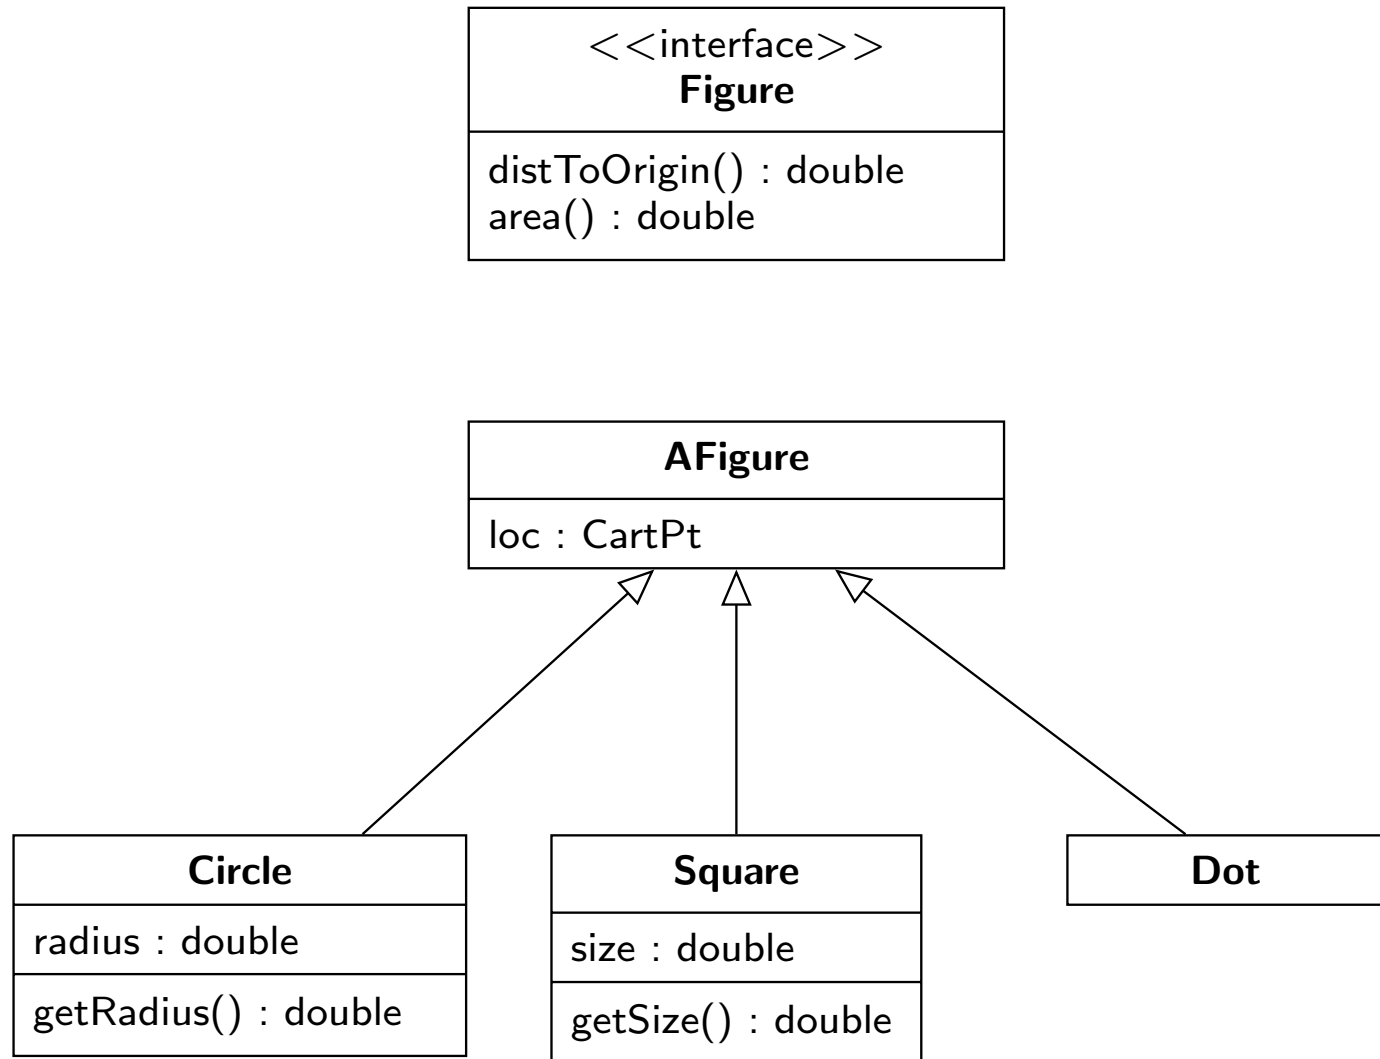 <<interface>>
Figure
distToOrigin() : double
area() : double
AFigure
loc : CartPt
Circle
radius : double
getRadius() : double
Square
size : double
getSize() : double
Dot